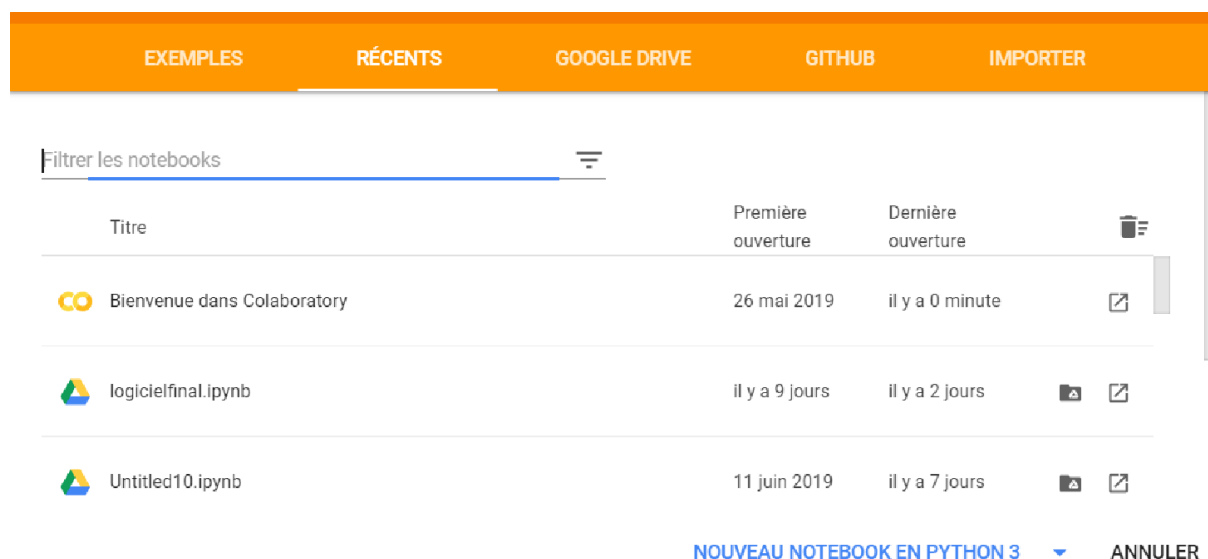 EXEMPLES RÉCENTS GOOGLE DRIVE GITHUB IMPORTER
Filtrer les notebooks
Titre Première ouverture Dernière ouverture
Bienvenue dans Colaboratory 26 mai 2019 il y a 0 minute
logicielfinal.ipynb il y a 9 jours il y a 2 jours
Untitled10.ipynb 11 juin 2019 il y a 7 jours
NOUVEAU NOTEBOOK EN PYTHON 3 ANNULER